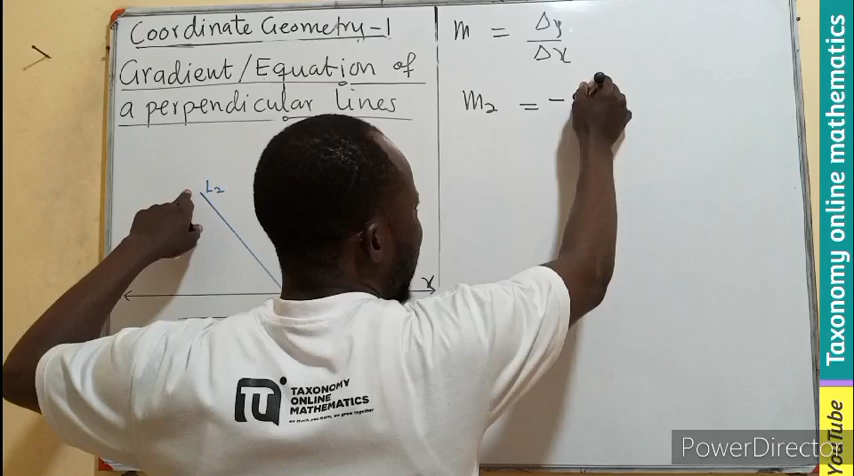 Coordinate Geometry-1
Gradient/Equation of
a perpendicular lines
L₂
x
m = Δy/Δx
m₂ = -
TU
TAXONOMY
ONLINE
MATHEMATICS
Taxonomy online mathematics
YouTube
PowerDirector